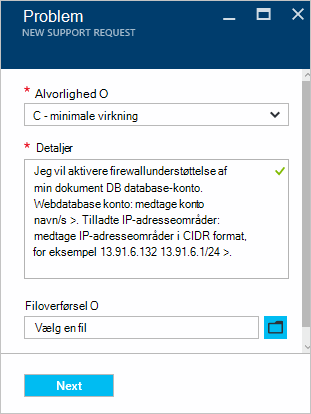 Problem
NEW SUPPORT REQUEST
* Alvorlighed O
C - minimale virkning
* Detaljer
Jeg vil aktivere firewallunderstøttelse af
min dokument DB database-konto.
Webdatabase konto: medtage konto
navn/s >. Tilladte IP-adresseområder:
medtage IP-adresseområder i CIDR format,
for eksempel 13.91.6.132 13.91.6.1/24 >.
Filoverførsel O
Vælg en fil
Next